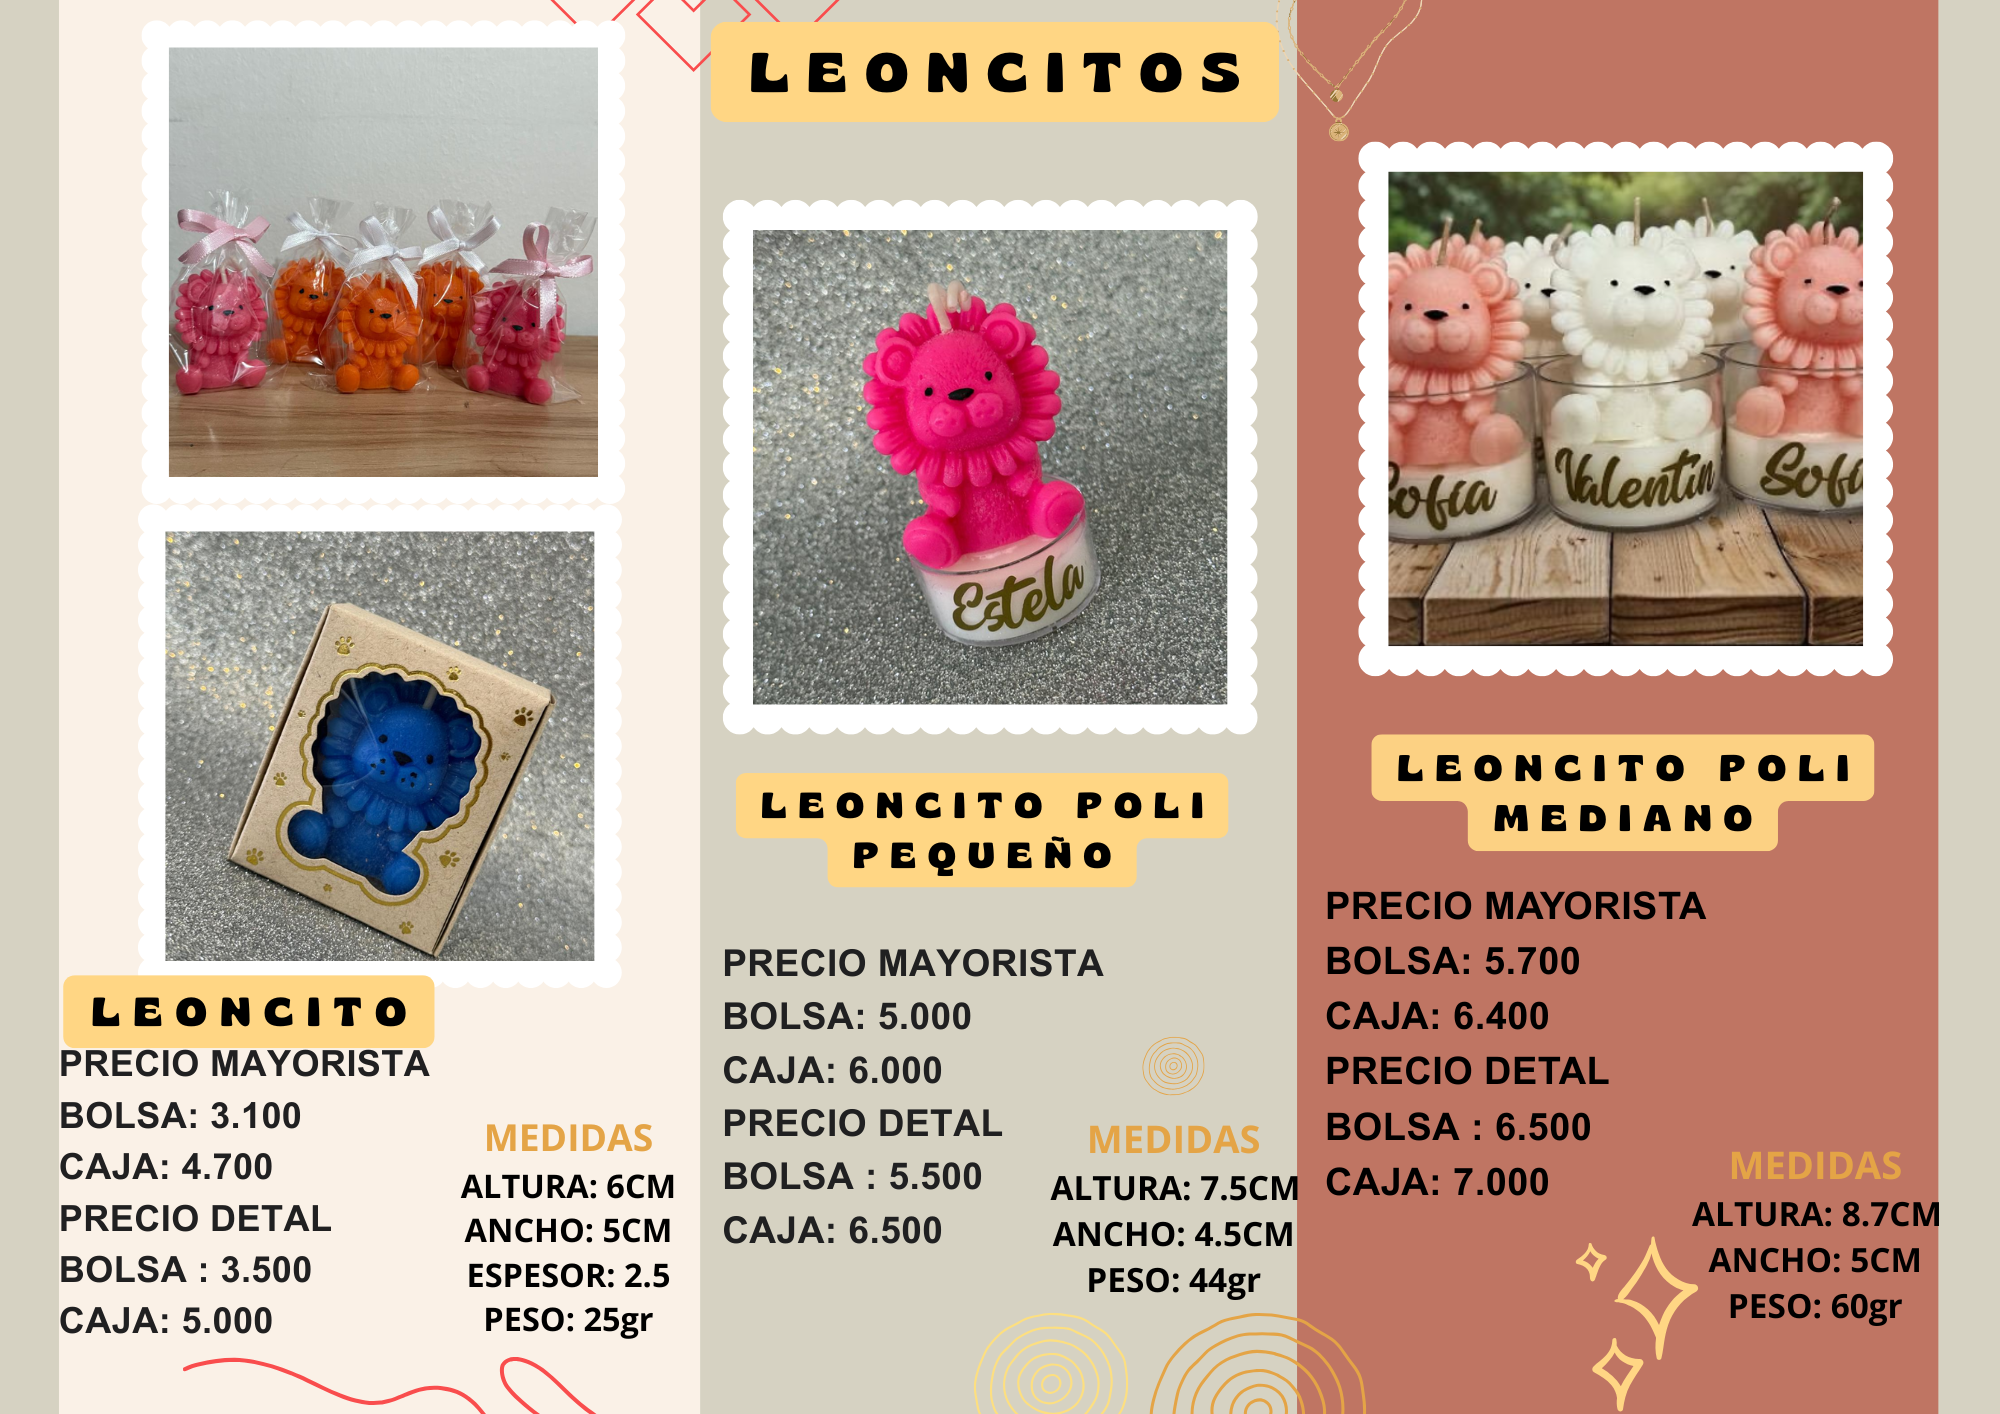 LEONCITOS
LEONCITO
PRECIO MAYORISTA
BOLSA: 3.100
CAJA: 4.700
PRECIO DETAL
BOLSA : 3.500
CAJA: 5.000
MEDIDAS
ALTURA: 6CM
ANCHO: 5CM
ESPESOR: 2.5
PESO: 25gr
Estela
LEONCITO POLI
PEQUEÑO
PRECIO MAYORISTA
BOLSA: 5.000
CAJA: 6.000
PRECIO DETAL
BOLSA : 5.500
CAJA: 6.500
MEDIDAS
ALTURA: 7.5CM
ANCHO: 4.5CM
PESO: 44gr
Sofía Valentín Sofí
LEONCITO POLI
MEDIANO
PRECIO MAYORISTA
BOLSA: 5.700
CAJA: 6.400
PRECIO DETAL
BOLSA : 6.500
CAJA: 7.000
MEDIDAS
ALTURA: 8.7CM
ANCHO: 5CM
PESO: 60gr